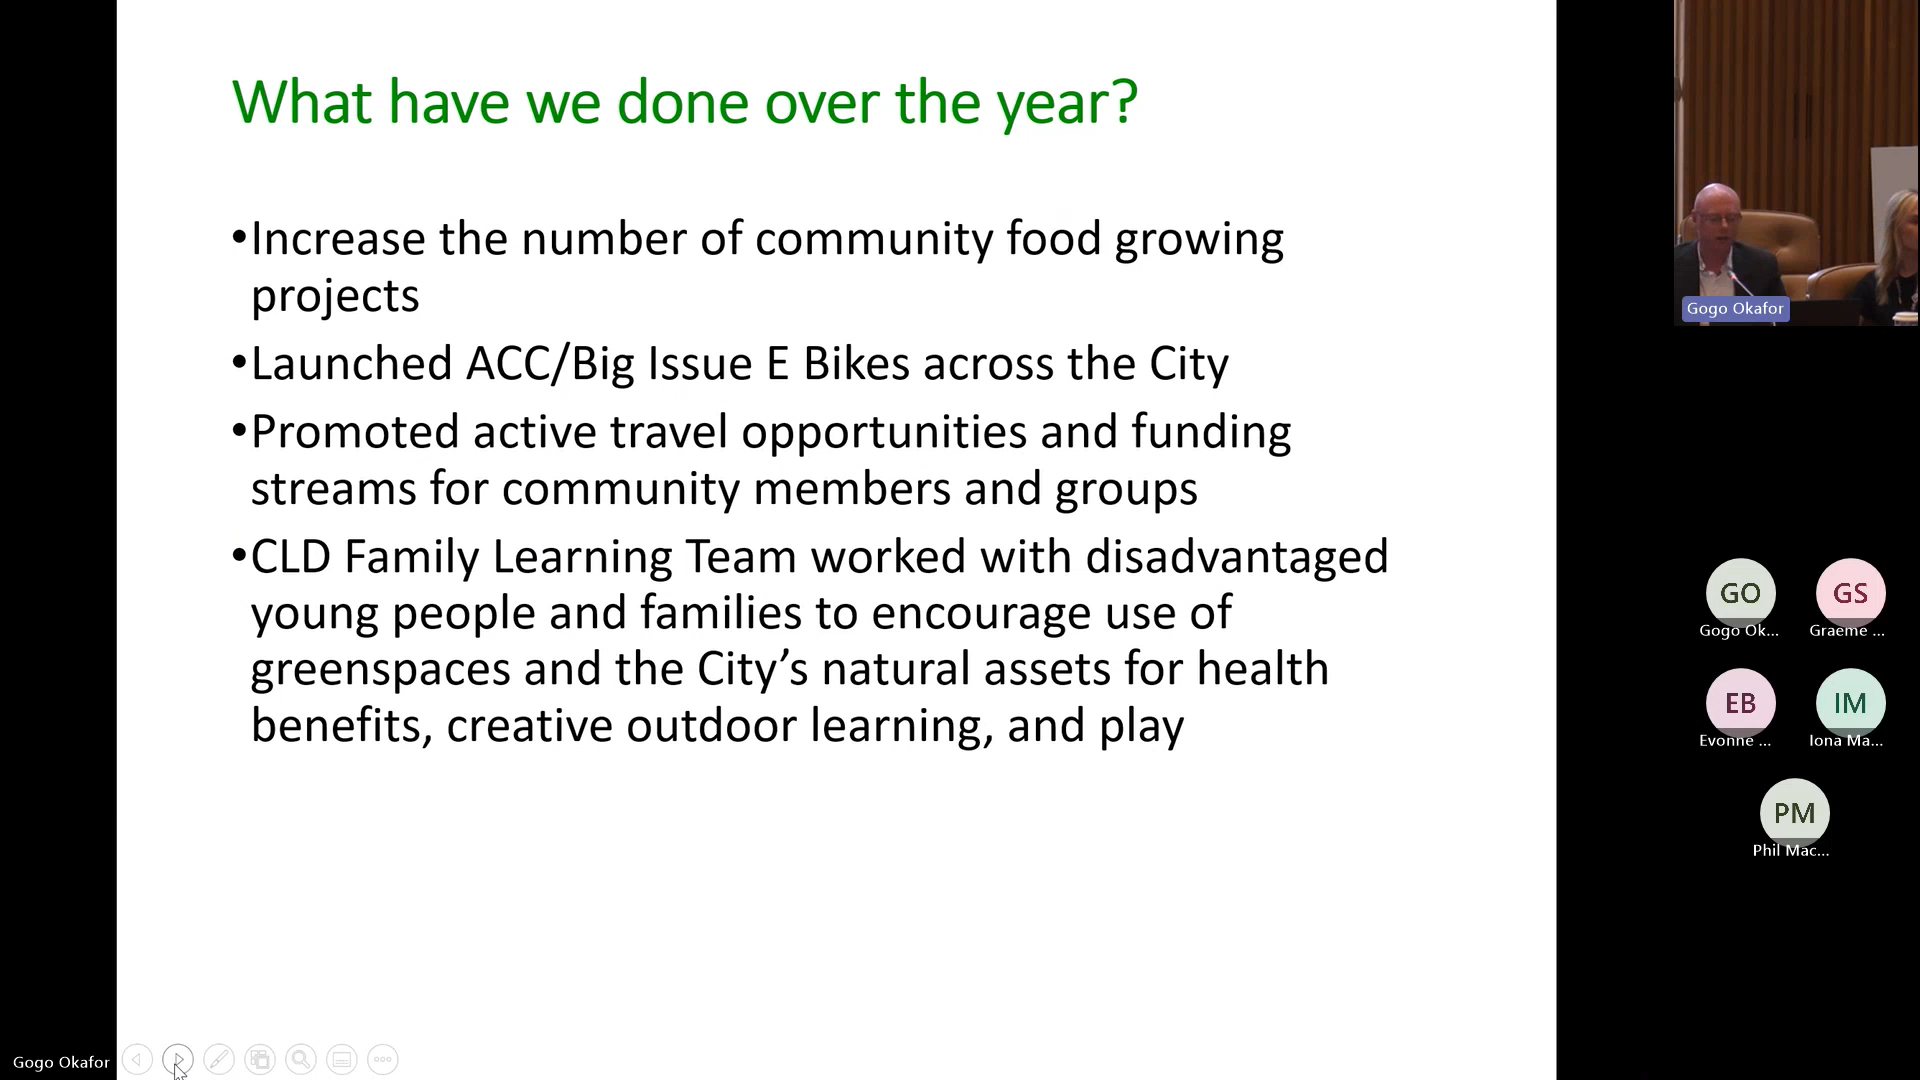 What have we done over the year?
•Increase the number of community food growing
projects
•Launched ACC/Big Issue E Bikes across the City
•Promoted active travel opportunities and funding
streams for community members and groups
•CLD Family Learning Team worked with disadvantaged
young people and families to encourage use of
greenspaces and the City’s natural assets for health
benefits, creative outdoor learning, and play
Gogo Okafor
GO
Gogo Ok...
GS
Graeme ...
EB
Evonne ...
IM
Iona Ma...
PM
Phil Mac...
Gogo Okafor